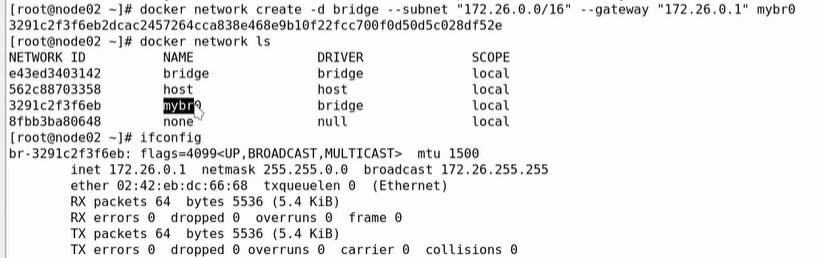 [root@node02 ~]# docker network create -d bridge --subnet "172.26.0.0/16" --gateway "172.26.0.1" mybr0
3291c2f3f6eb2dcac2457264cca838e468e9b10f22fcc700f0d50d5c028df52e
[root@node02 ~]# docker network ls
NETWORK ID NAME DRIVER SCOPE
e43ed3403142 bridge bridge local
562c88703358 host host local
3291c2f3f6eb mybr0 bridge local
8fbb3ba80648 none null local
[root@node02 ~]# ifconfig
br-3291c2f3f6eb: flags=4099<UP,BROADCAST,MULTICAST> mtu 1500
inet 172.26.0.1 netmask 255.255.0.0 broadcast 172.26.255.255
ether 02:42:eb:dc:66:68 txqueuelen 0 (Ethernet)
RX packets 64 bytes 5536 (5.4 KiB)
RX errors 0 dropped 0 overruns 0 frame 0
TX packets 64 bytes 5536 (5.4 KiB)
TX errors 0 dropped 0 overruns 0 carrier 0 collisions 0